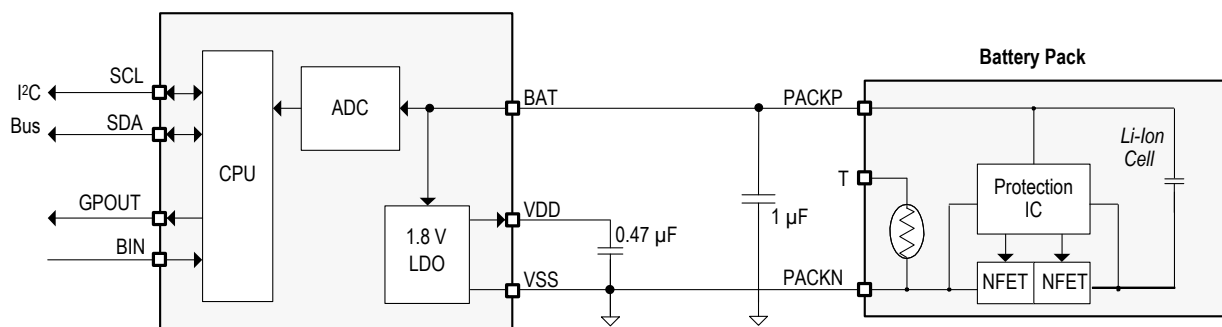 Battery Pack
SCL
I²C
Bus
SDA
GPOUT
BIN
CPU
ADC
1.8 V
LDO
BAT
VDD
VSS
0.47 µF
1 µF
PACKP
T
PACKN
Protection
IC
NFET
NFET
Li-Ion
Cell